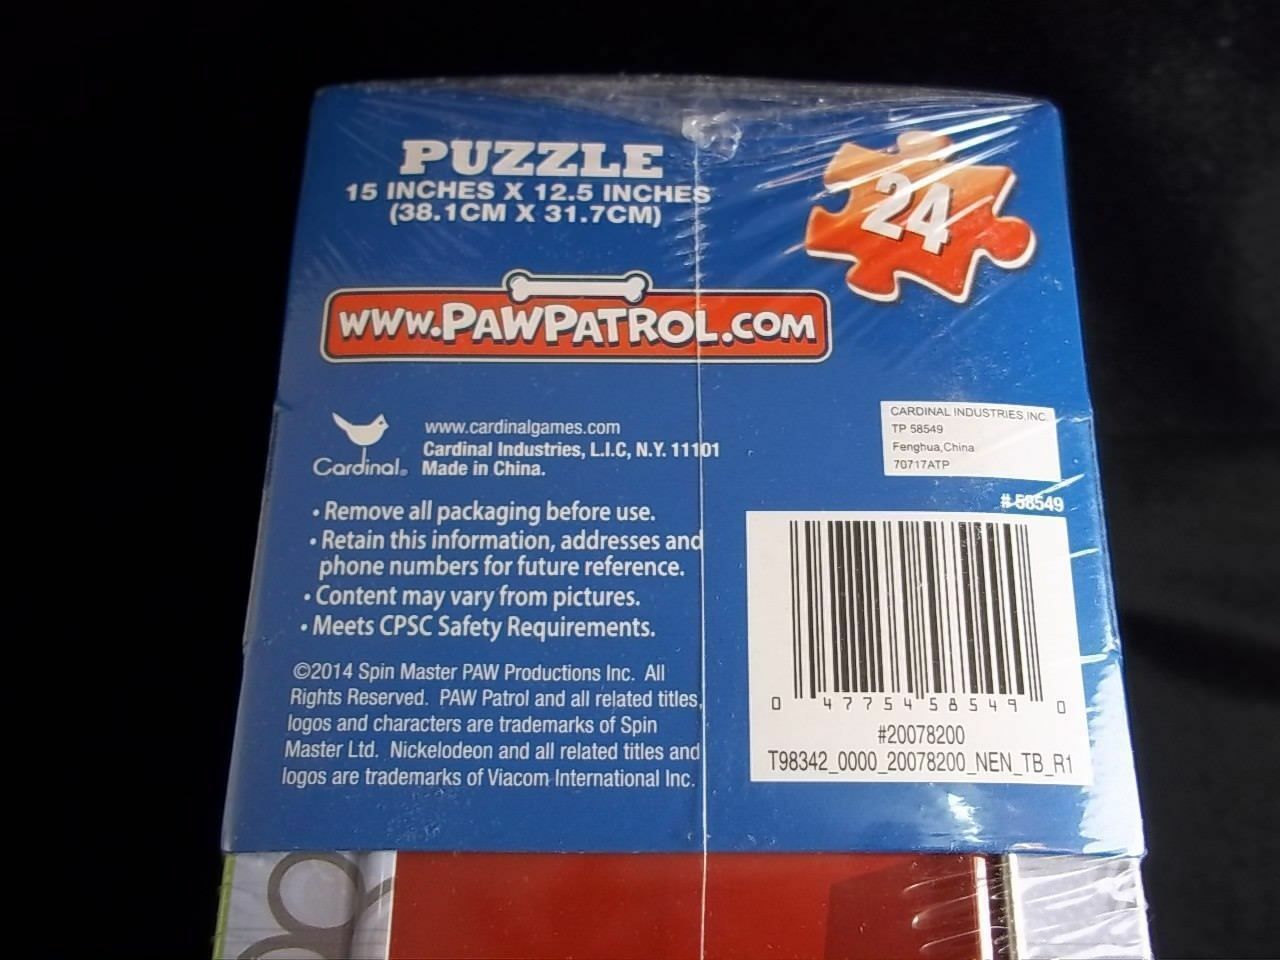 PUZZLE
15 INCHES X 12.5 INCHES
(38.1CM X 31.7CM)
24
WWW.PAWPATROL.COM
Cardinal®
www.cardinalgames.com
Cardinal Industries, L.I.C, N.Y. 11101
Made in China.
CARDINAL INDUSTRIES,INC.
TP 58549
Fenghua,China
70717ATP
• Remove all packaging before use.
• Retain this information, addresses and
phone numbers for future reference.
• Content may vary from pictures.
• Meets CPSC Safety Requirements.
©2014 Spin Master PAW Productions Inc. All
Rights Reserved. PAW Patrol and all related titles,
logos and characters are trademarks of Spin
Master Ltd. Nickelodeon and all related titles and
logos are trademarks of Viacom International Inc.
#58549
0 47754 58549 0
#20078200
T98342_0000_20078200_NEN_TB_R1